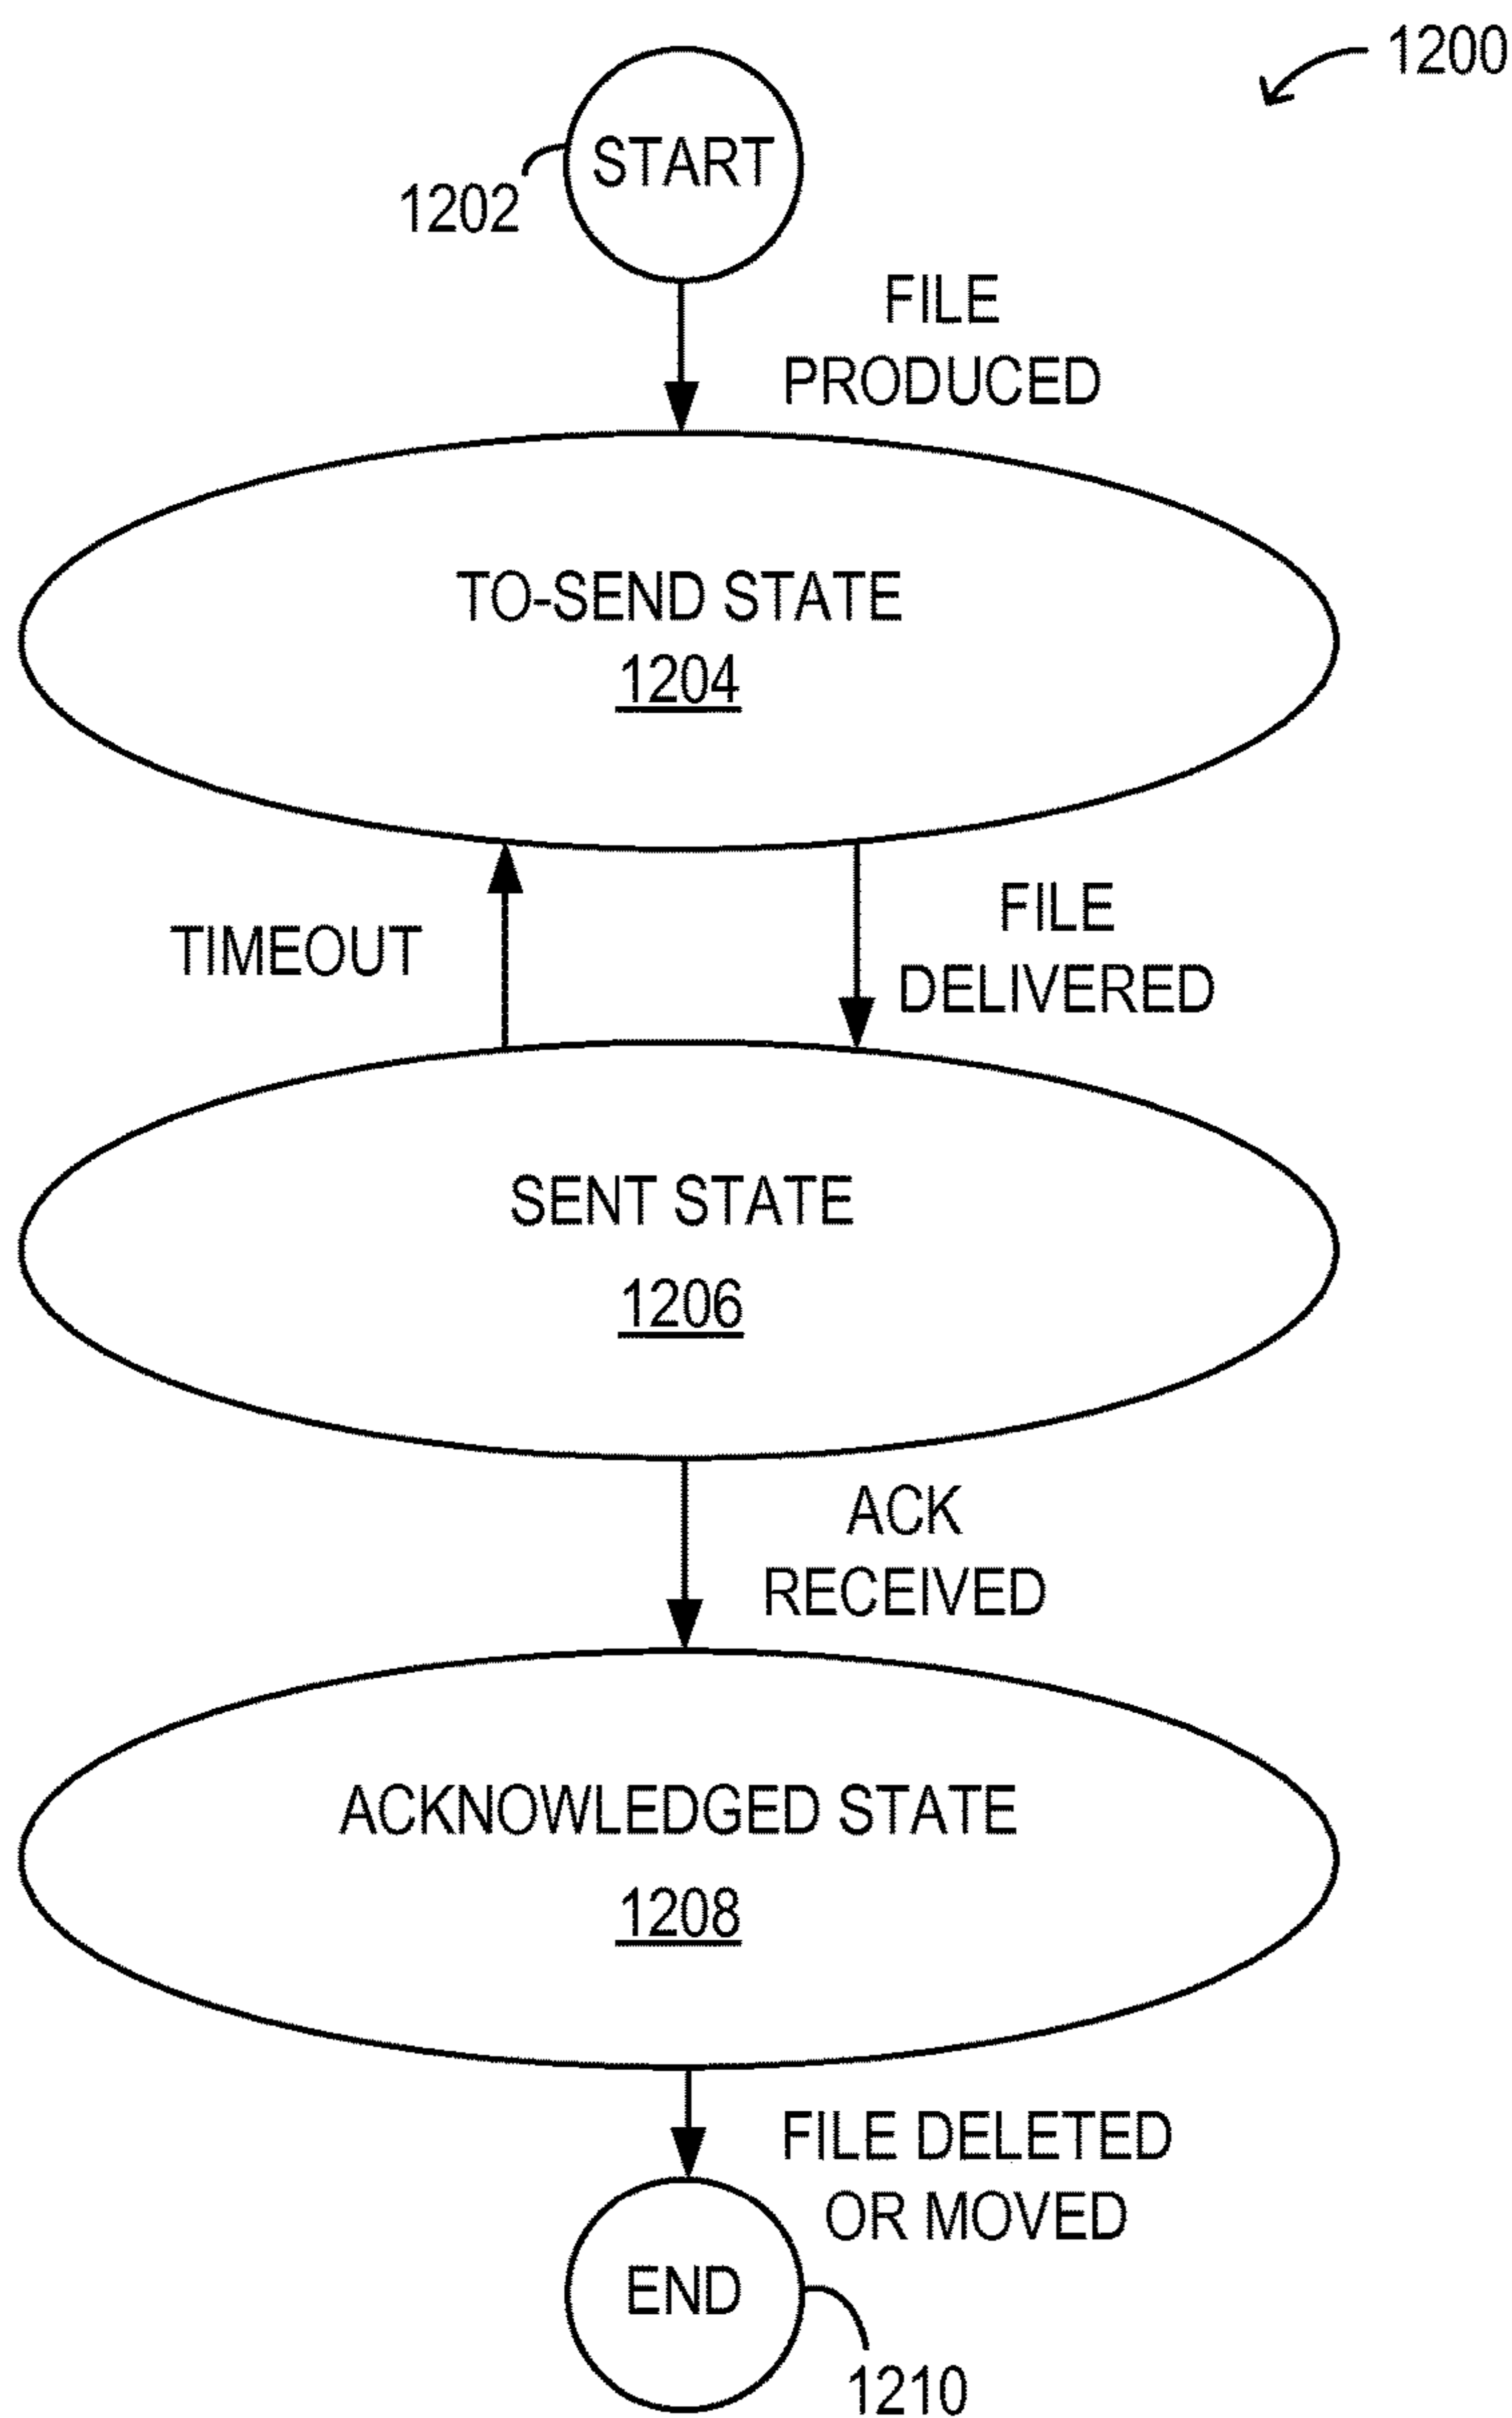 1200
START
1202
FILE
PRODUCED
TO-SEND STATE
1204
TIMEOUT
FILE
DELIVERED
SENT STATE
1206
ACK
RECEIVED
ACKNOWLEDGED STATE
1208
FILE DELETED
OR MOVED
END
1210